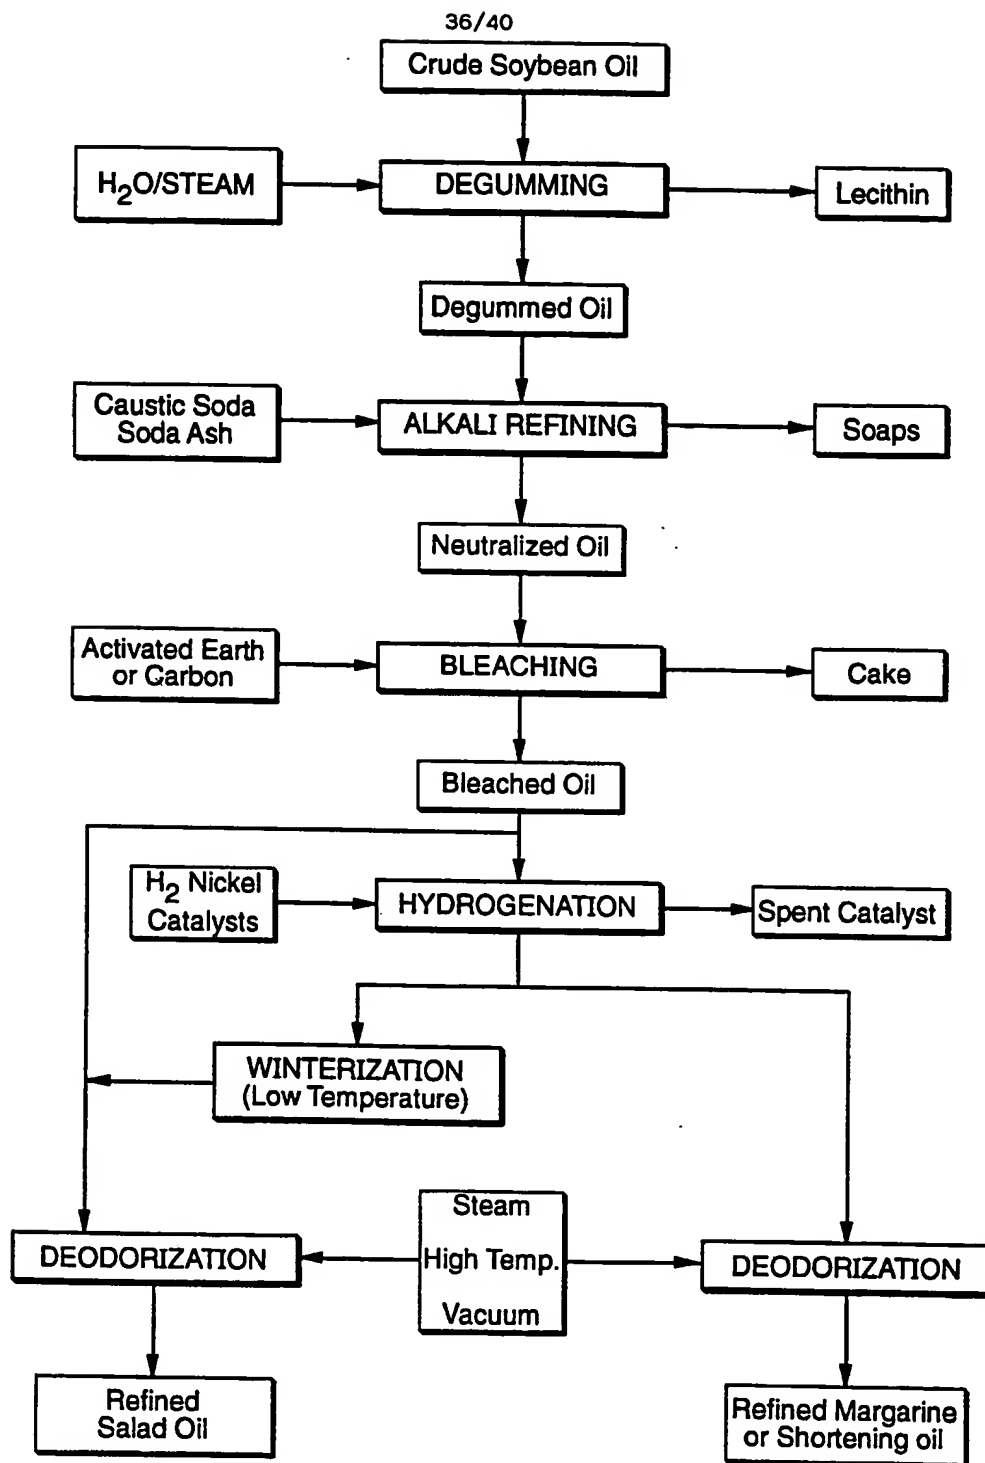 36/40
Crude Soybean Oil
H₂O/STEAM
DEGUMMING
Lecithin
Degummed Oil
Caustic Soda
Soda Ash
ALKALI REFINING
Soaps
Neutralized Oil
Activated Earth
or Carbon
BLEACHING
Cake
Bleached Oil
H₂ Nickel
Catalysts
HYDROGENATION
Spent Catalyst
WINTERIZATION
(Low Temperature)
Steam
High Temp.
Vacuum
DEODORIZATION
DEODORIZATION
Refined
Salad Oil
Refined Margarine
or Shortening oil